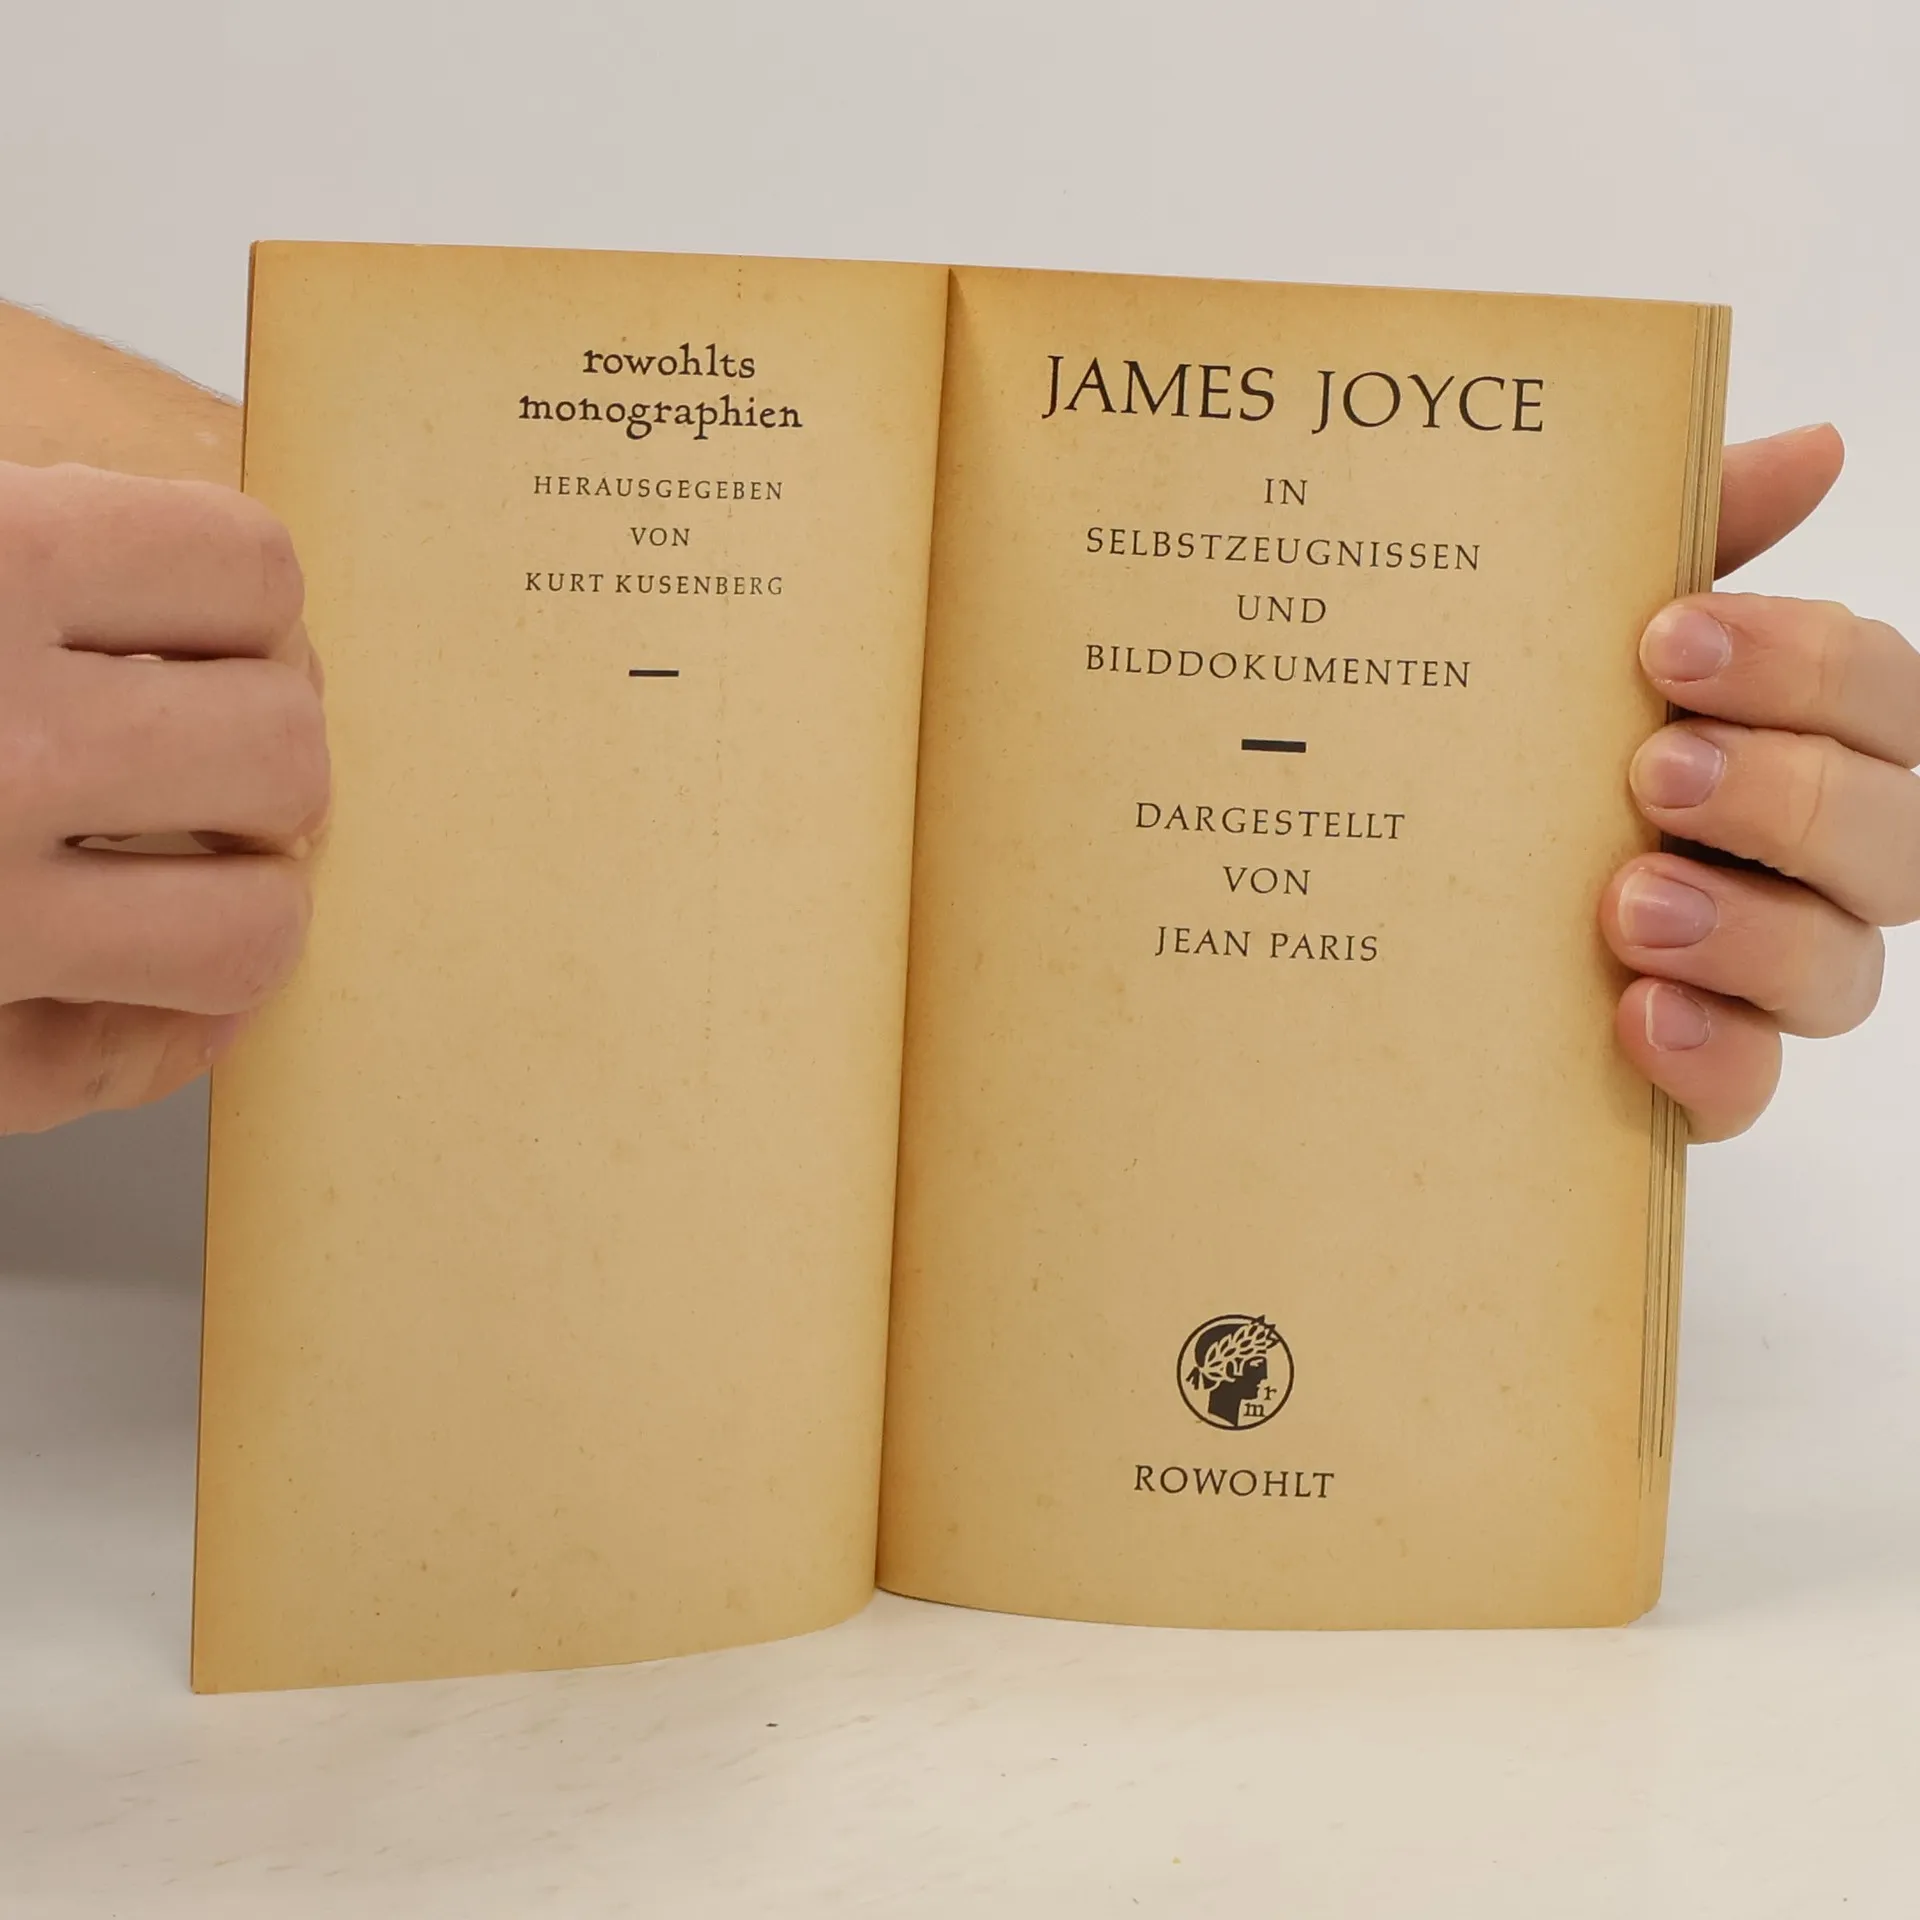 rowohlts
monographien
HERAUSGEGEBEN
VON
KURT KUSENBERG
JAMES JOYCE
IN
SELBSTZEUGNISSEN
UND
BILDDOKUMENTEN
DARGESTELLT
VON
JEAN PARIS
r
m
ROWOHLT